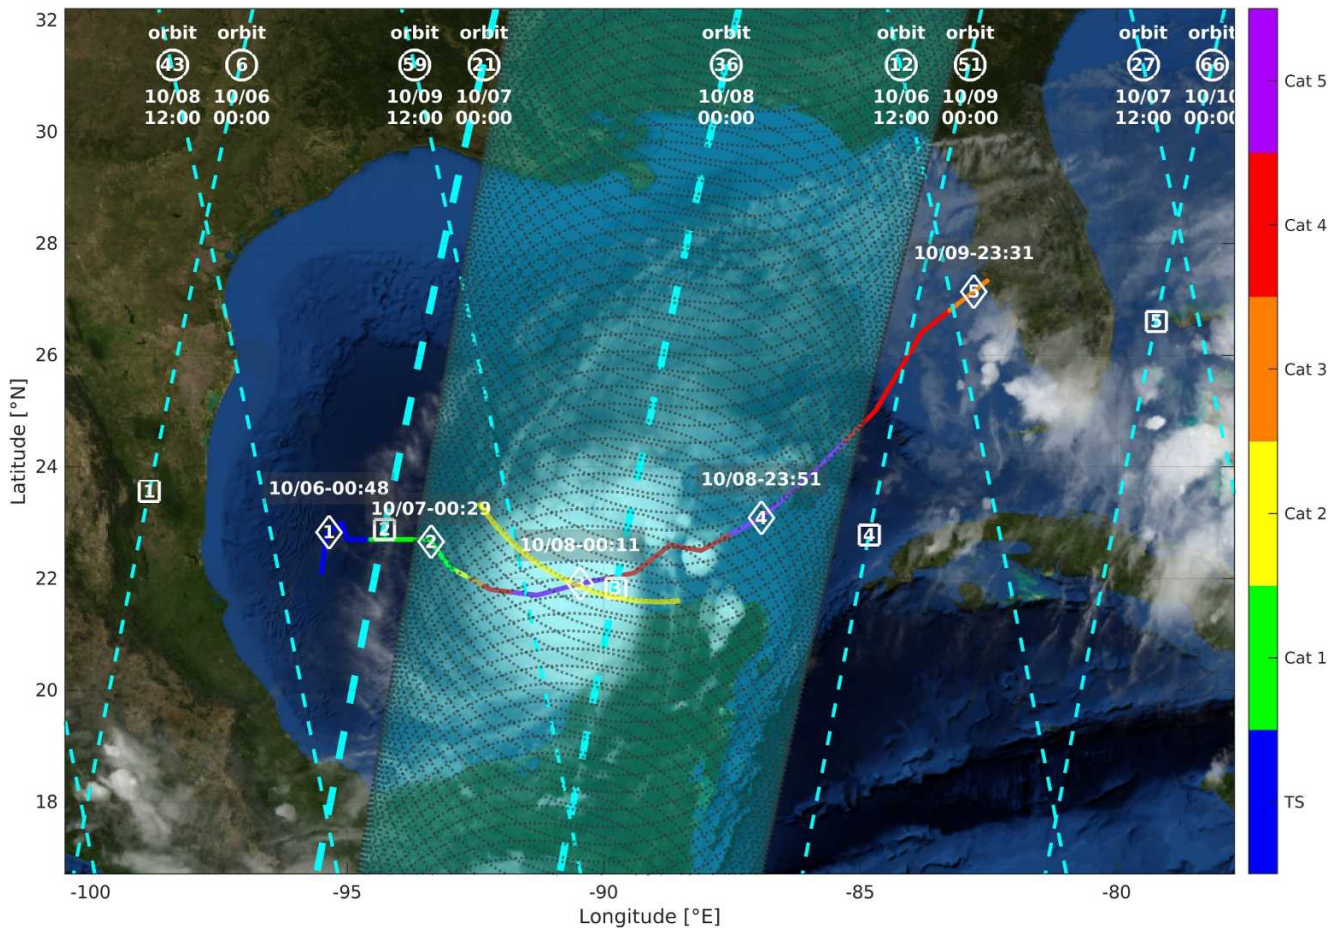 orbit orbit orbit orbit orbit orbit orbit orbit orbit
43 6 59 21 36 12 51 27 66
10/08 10/06 10/09 10/07 10/08 10/06 10/09 10/07 10/10
12:00 00:00 12:00 00:00 00:00 12:00 00:00 12:00 00:00
32
30
28
26
24
22
20
18
Latitude [°N]
10/09-23:31
5
5
10/08-23:51
4
4
10/06-00:48
10/07-00:29
10/08-00:11
1
1
2
2
3
-100 -95 -90 -85 -80
Longitude [°E]
Cat 5
Cat 4
Cat 3
Cat 2
Cat 1
TS